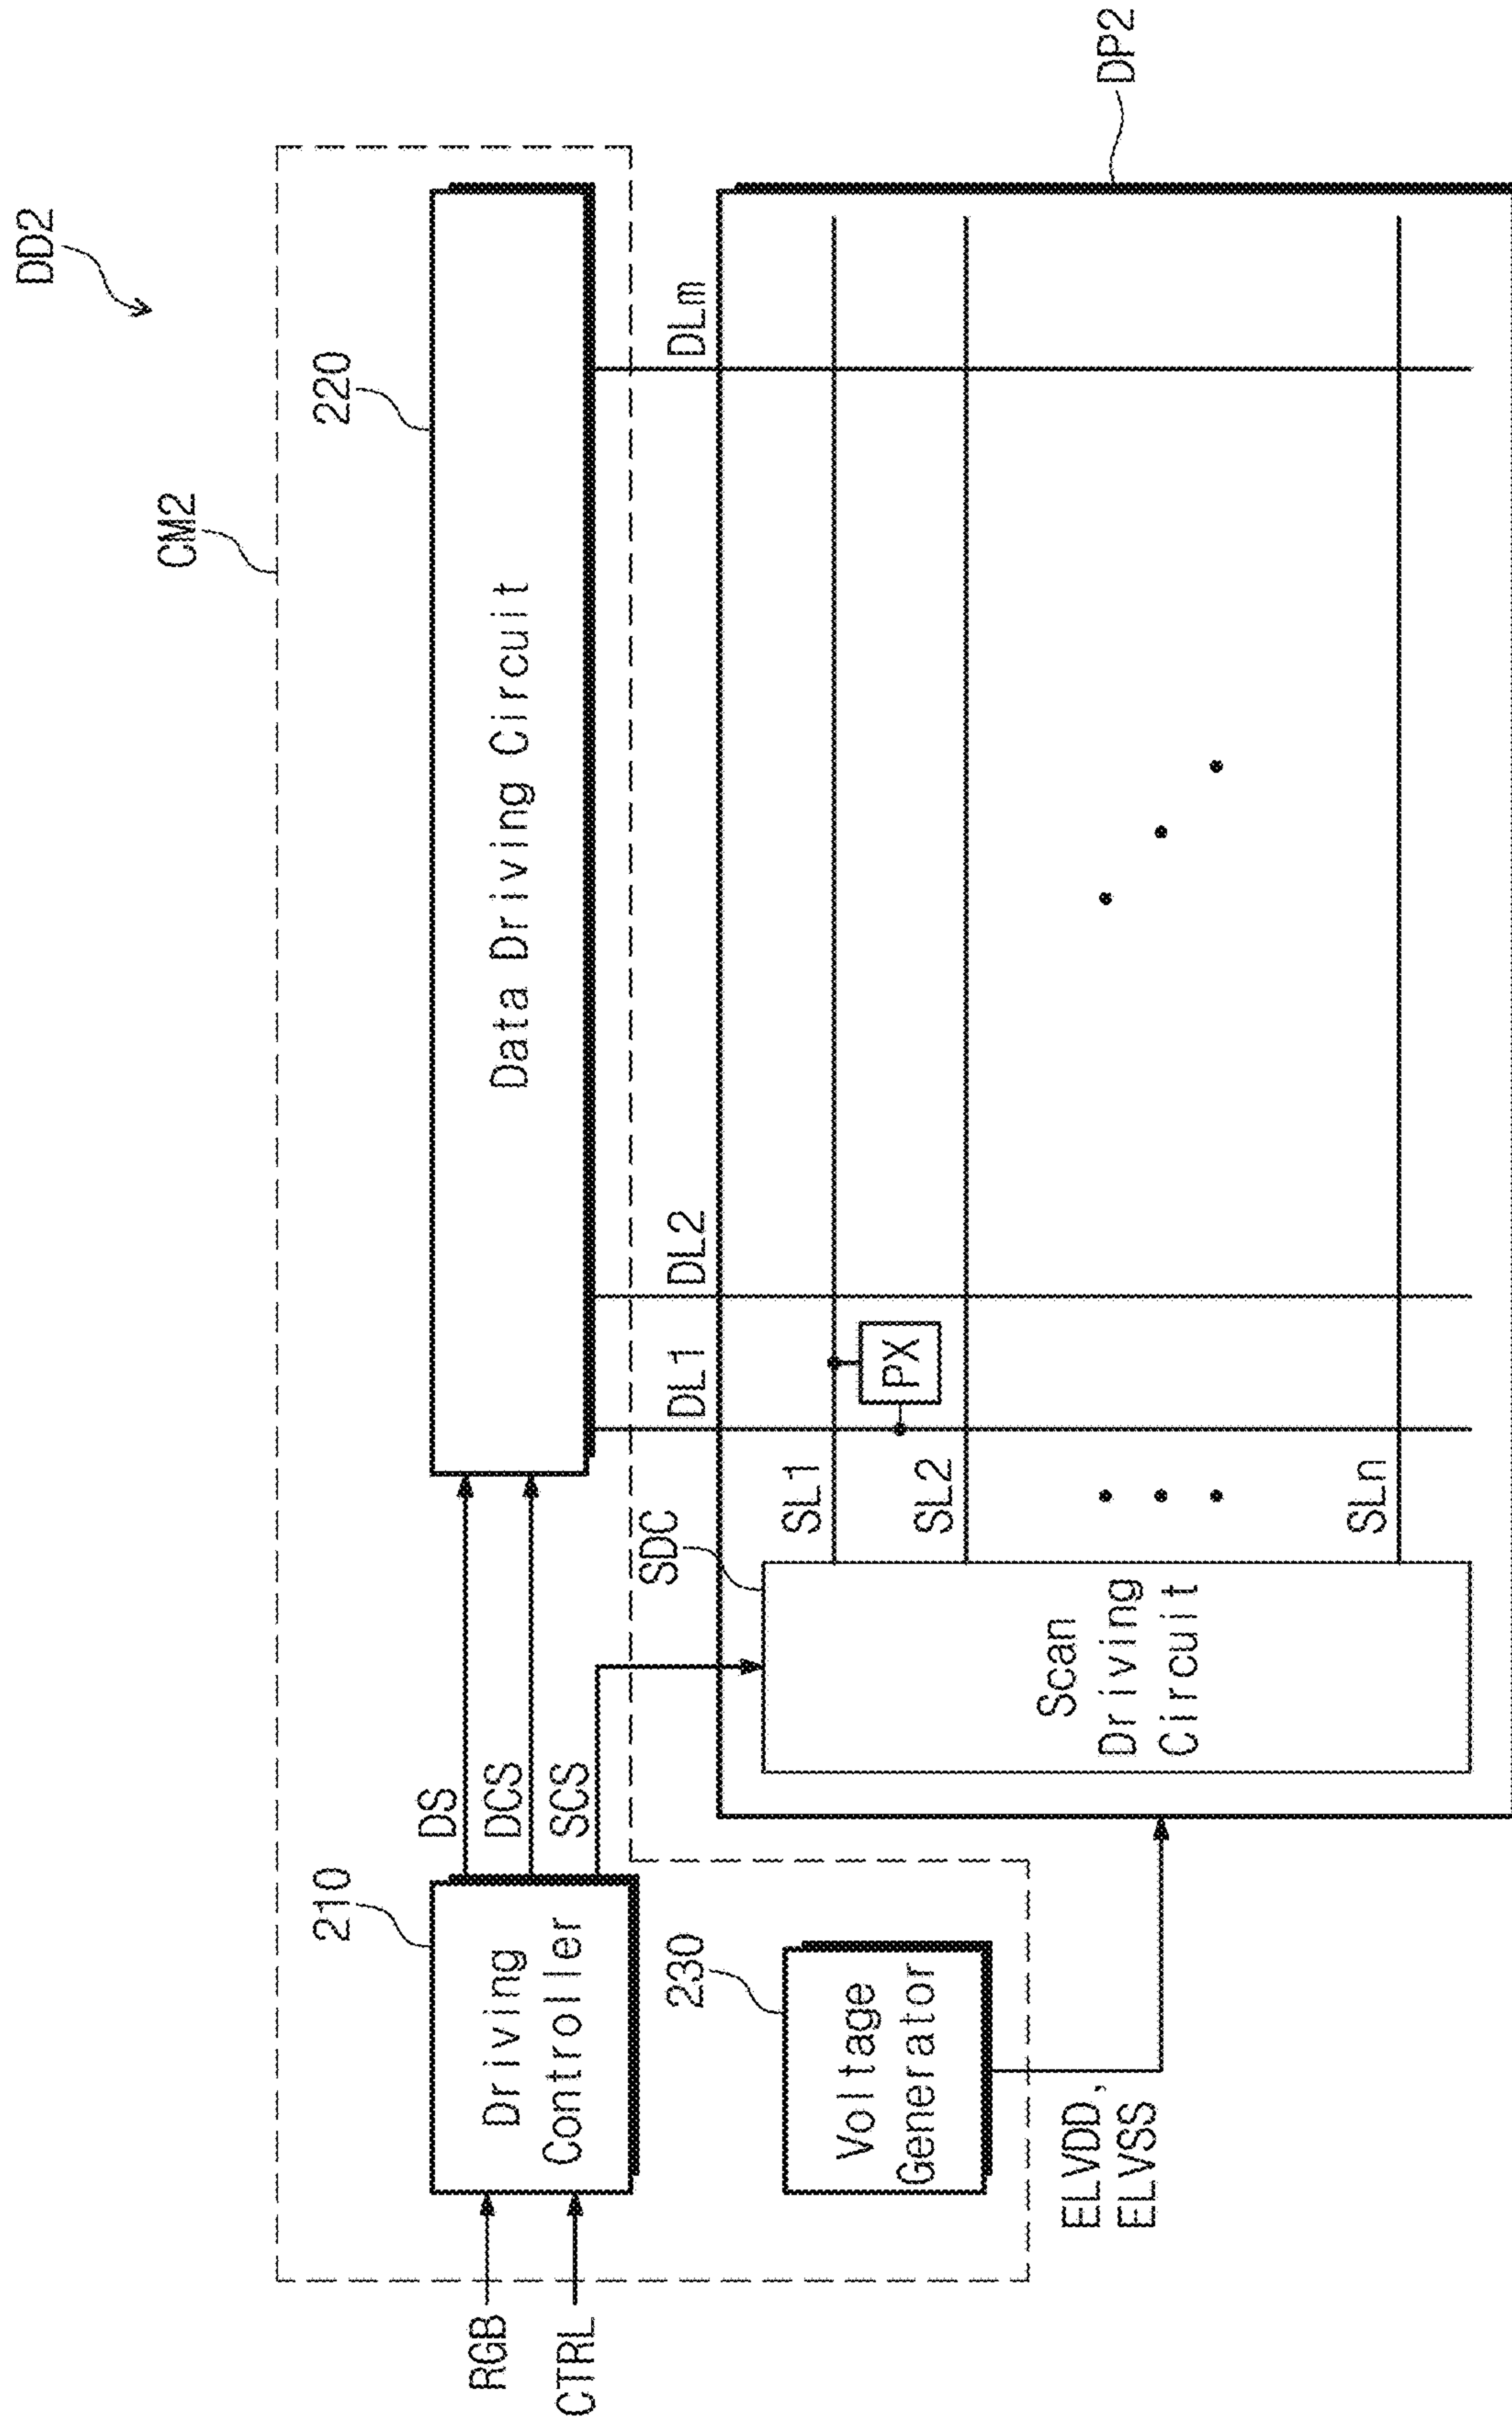 DD2
CM2
210
220
RGB
CTRL
Driving
Controller
DS
DCS
SCS
Data Driving Circuit
230
Voltage
Generator
ELVDD,
ELVSS
SDC
DL1
DL2
DLm
DP2
Scan
Driving
Circuit
SL1
SL2
SLn
PX